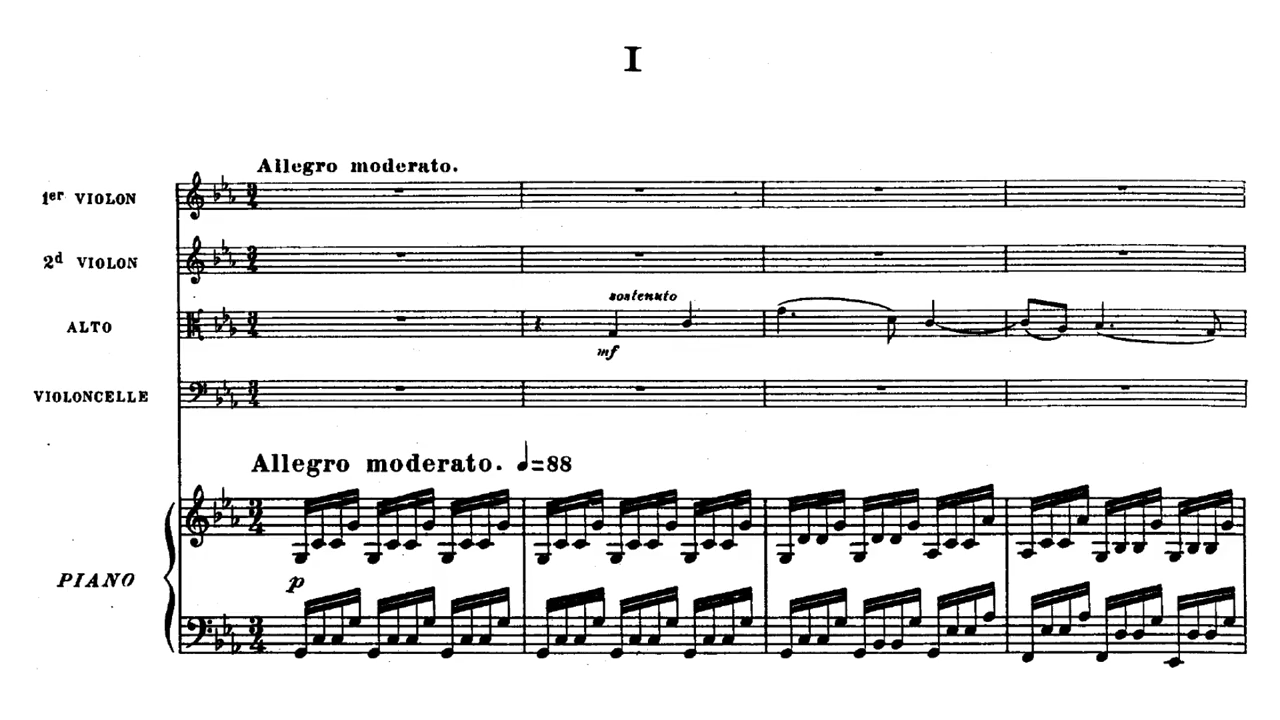 I
Allegro moderato.
1er VIOLON
2d VIOLON
sostenuto
ALTO
mf
VIOLONCELLE
Allegro moderato. ♩=88
p
PIANO